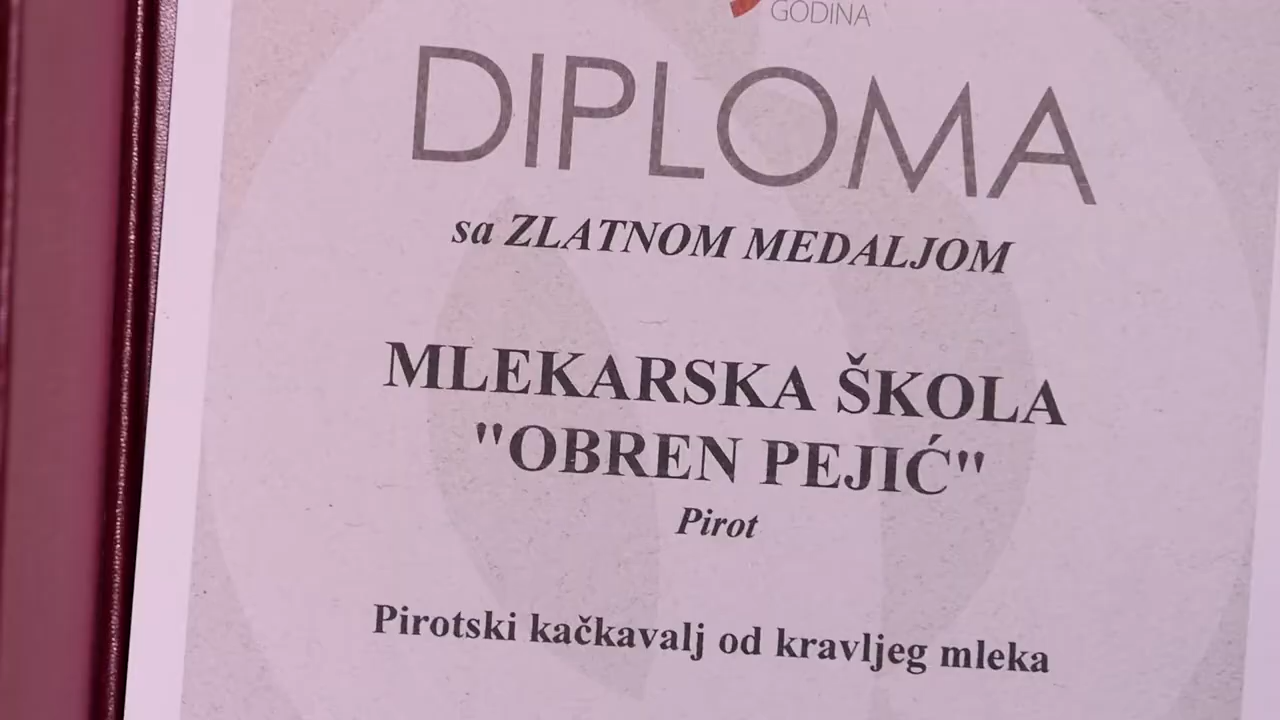 GODINA
DIPLOMA
sa ZLATNOM MEDALJOM
MLEKARSKA ŠKOLA
"OBREN PEJIĆ"
Pirot
Pirotski kačkavalj od kravljeg mleka